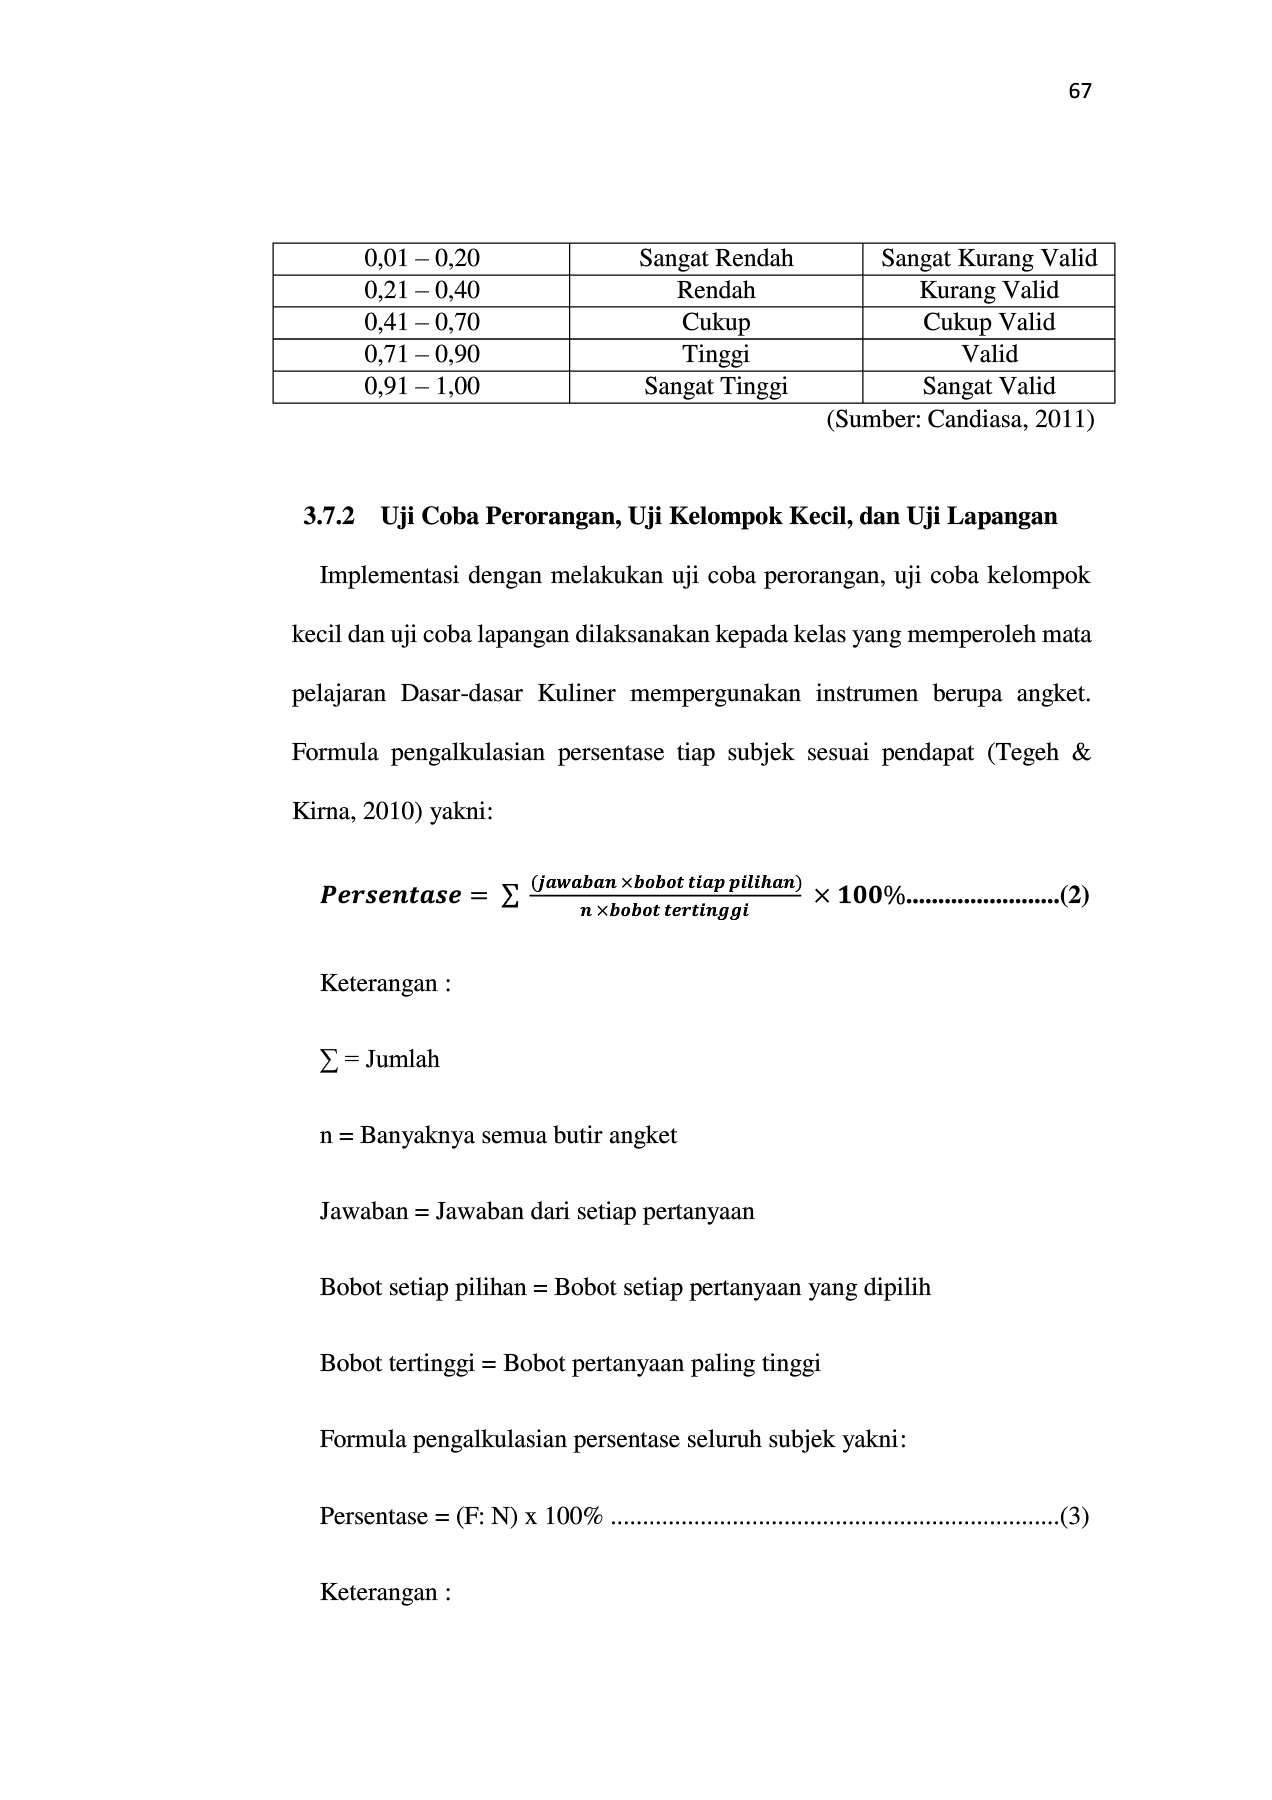 67
0,01 – 0,20 Sangat Rendah Sangat Kurang Valid
0,21 – 0,40 Rendah Kurang Valid
0,41 – 0,70 Cukup Cukup Valid
0,71 – 0,90 Tinggi Valid
0,91 – 1,00 Sangat Tinggi Sangat Valid
(Sumber: Candiasa, 2011)
3.7.2 Uji Coba Perorangan, Uji Kelompok Kecil, dan Uji Lapangan
Implementasi dengan melakukan uji coba perorangan, uji coba kelompok
kecil dan uji coba lapangan dilaksanakan kepada kelas yang memperoleh mata
pelajaran Dasar-dasar Kuliner mempergunakan instrumen berupa angket.
Formula pengalkulasian persentase tiap subjek sesuai pendapat (Tegeh &
Kirna, 2010) yakni:
Persentase = ∑ (jawaban ×bobot tiap pilihan) / n ×bobot tertinggi × 100%........................(2)
Keterangan :
∑ = Jumlah
n = Banyaknya semua butir angket
Jawaban = Jawaban dari setiap pertanyaan
Bobot setiap pilihan = Bobot setiap pertanyaan yang dipilih
Bobot tertinggi = Bobot pertanyaan paling tinggi
Formula pengalkulasian persentase seluruh subjek yakni:
Persentase = (F: N) x 100% ......................................................................(3)
Keterangan :